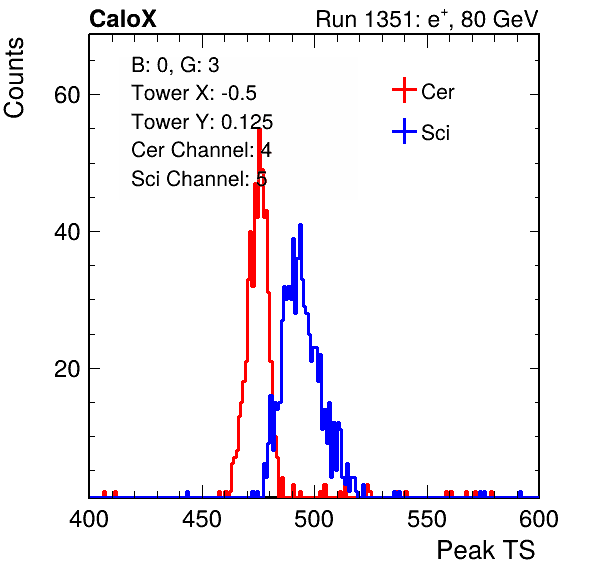 CaloX Run 1351: e+, 80 GeV
Counts
B: 0, G: 3
Tower X: -0.5
Tower Y: 0.125
Cer Channel: 4
Sci Channel: 5
Cer
Sci
60
40
20
400 450 500 550 600
Peak TS